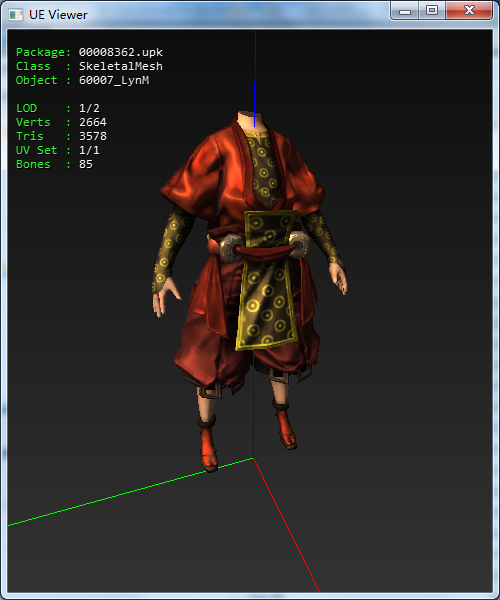 UE Viewer
Package: 00008362.upk
Class : SkeletalMesh
Object : 60007_LynM
LOD : 1/2
Verts : 2664
Tris : 3578
UV Set : 1/1
Bones : 85